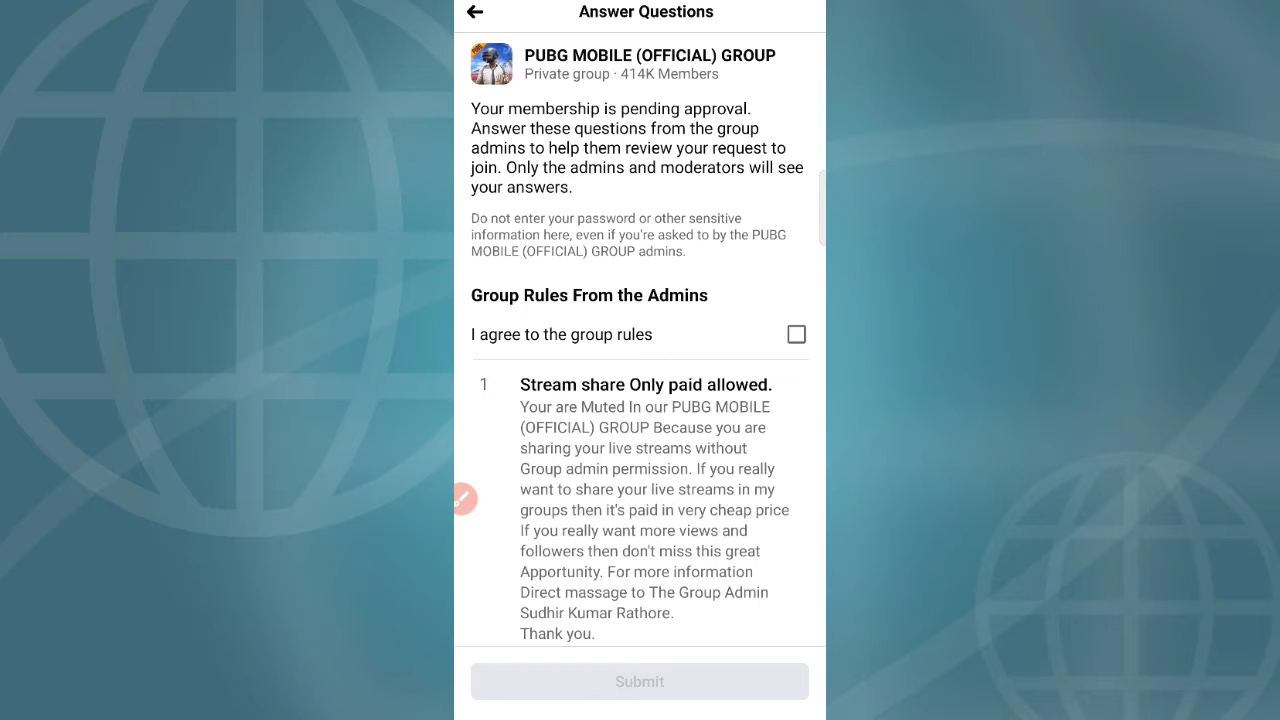 Answer Questions
PUBG MOBILE (OFFICIAL) GROUP
Private group · 414K Members
Your membership is pending approval.
Answer these questions from the group
admins to help them review your request to
join. Only the admins and moderators will see
your answers.
Do not enter your password or other sensitive
information here, even if you're asked to by the PUBG
MOBILE (OFFICIAL) GROUP admins.
Group Rules From the Admins
I agree to the group rules
1 Stream share Only paid allowed.
Your are Muted In our PUBG MOBILE
(OFFICIAL) GROUP Because you are
sharing your live streams without
Group admin permission. If you really
want to share your live streams in my
groups then it's paid in very cheap price
If you really want more views and
followers then don't miss this great
Apportunity. For more information
Direct massage to The Group Admin
Sudhir Kumar Rathore.
Thank you.
Submit